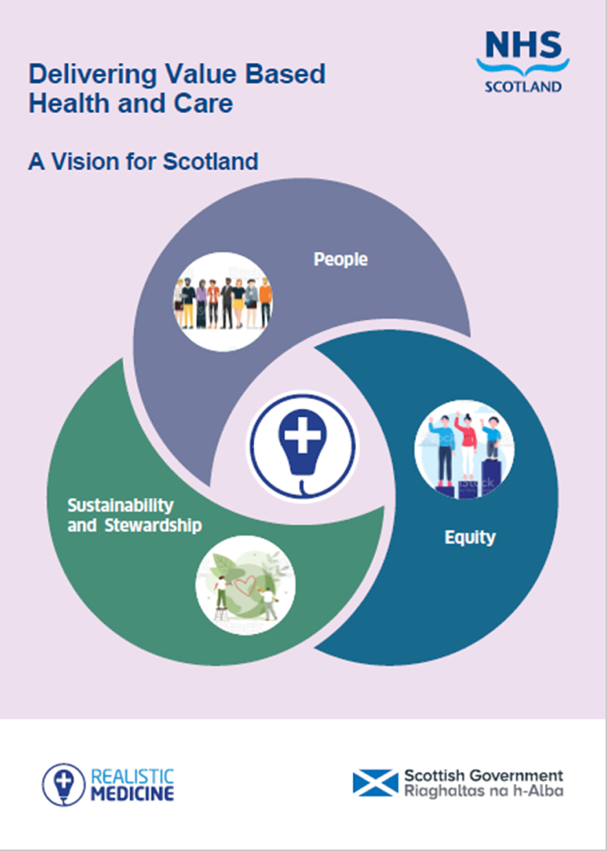 NHS
SCOTLAND
Delivering Value Based
Health and Care
A Vision for Scotland
People
Sustainability
and Stewardship
Equity
REALISTIC
MEDICINE
Scottish Government
Riaghaltas na h-Alba